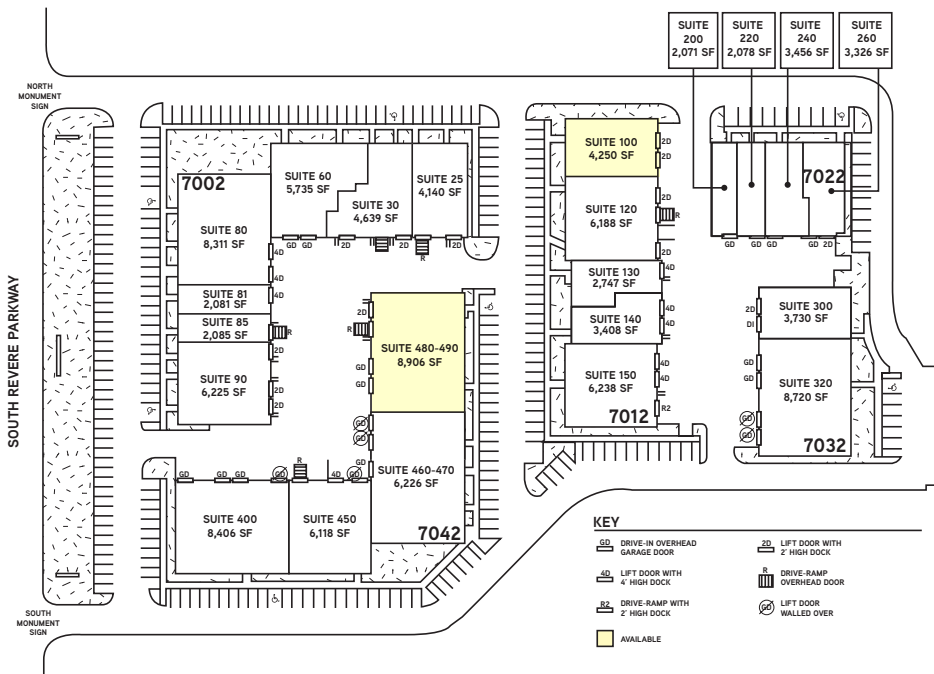 SUITE
200
2,071 SF
SUITE
220
2,078 SF
SUITE
240
3,456 SF
SUITE
260
3,326 SF
NORTH
MONUMENT
SIGN
SOUTH REVERE PARKWAY
SOUTH
MONUMENT
SIGN
7002
SUITE 60
5,735 SF
SUITE 30
4,639 SF
SUITE 25
4,140 SF
GD
GD
2D
R
2D
R
2D
SUITE 80
8,311 SF
4D
4D
SUITE 81
2,081 SF
4D
SUITE 85
2,085 SF
R
SUITE 90
6,225 SF
2D
2D
2D
2D
R
SUITE 480-490
8,906 SF
GD
GD
GD
GD
GD
SUITE 460-470
6,226 SF
7042
GD
GD
GD
GD
R
4D
GD
SUITE 400
8,406 SF
SUITE 450
6,118 SF
SUITE 100
4,250 SF
2D
2D
SUITE 120
6,188 SF
2D
R
2D
SUITE 130
2,747 SF
4D
SUITE 140
3,408 SF
4D
4D
SUITE 150
6,238 SF
4D
4D
R2
7012
7022
GD
GD
GD
GD
2D
SUITE 300
3,730 SF
2D
DI
SUITE 320
8,720 SF
GD
GD
GD
GD
7032
KEY
GD
DRIVE-IN OVERHEAD
GARAGE DOOR
4D
LIFT DOOR WITH
4' HIGH DOCK
R2
DRIVE-RAMP WITH
2' HIGH DOCK
AVAILABLE
2D
LIFT DOOR WITH
2' HIGH DOCK
R
DRIVE-RAMP
OVERHEAD DOOR
GD
LIFT DOOR
WALLED OVER